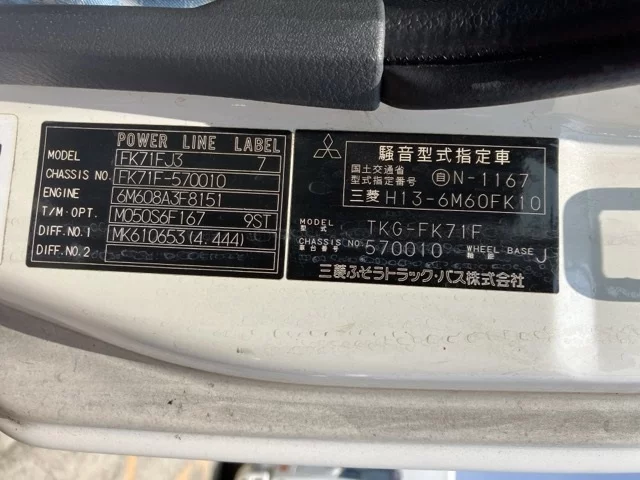 POWER LINE LABEL
MODEL FK71FJ3 7
CHASSIS NO. FK71F-570010
ENGINE 6M608A3F8151
T/M・OPT. M050S6F167 9ST
DIFF.NO.1 MK610653(4.444)
DIFF.NO.2
騒音型式指定車
国土交通省
型式指定番号 自N-1167
三菱 H13-6M60FK10
MODEL 型式 TKG-FK71F
CHASSIS NO. 車台番号 570010 WHEEL BASE 軸距 J
三菱ふそうトラック・バス株式会社